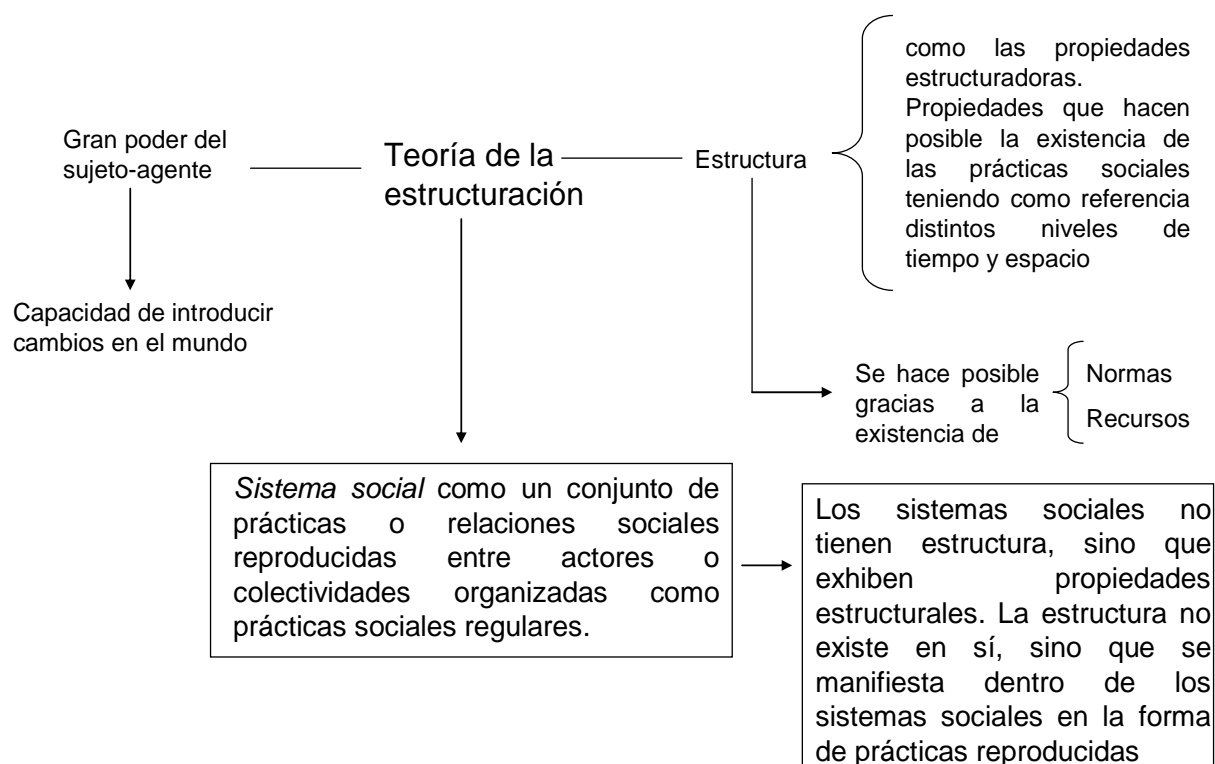 Gran poder del
sujeto-agente
Capacidad de introducir
cambios en el mundo
Teoría de la
estructuración
Estructura
como las propiedades
estructuradoras.
Propiedades que hacen
posible la existencia de
las prácticas sociales
teniendo como referencia
distintos niveles de
tiempo y espacio
Se hace posible
gracias a la
existencia de
Normas
Recursos
Sistema social como un conjunto de
prácticas o relaciones sociales
reproducidas entre actores o
colectividades organizadas como
prácticas sociales regulares.
Los sistemas sociales no
tienen estructura, sino que
exhiben propiedades
estructurales. La estructura no
existe en sí, sino que se
manifiesta dentro de los
sistemas sociales en la forma
de prácticas reproducidas